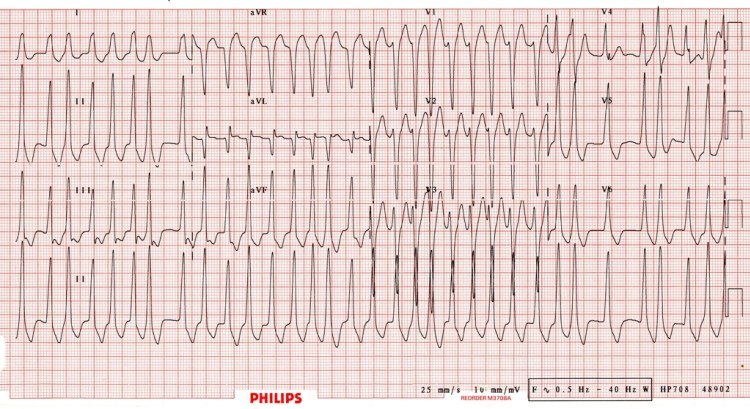 I aVR V1 V4
II aVL V2 V5
III aVF V3 V6
II
25 mm/s 10 mm/mV F ∿ 0.5 Hz - 40 Hz W HP708 48902
PHILIPS REORDER M3708A